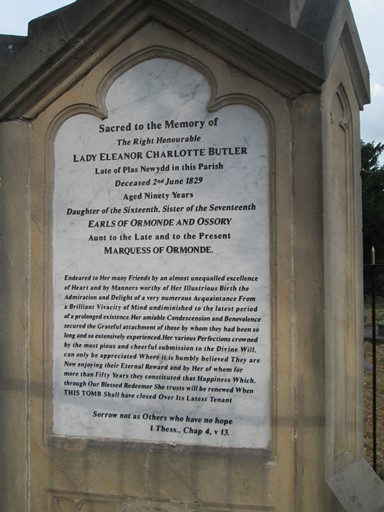 Sacred to the Memory of
The Right Honourable
LADY ELEANOR CHARLOTTE BUTLER
Late of Plas Newydd in this Parish
Deceased 2nd June 1829
Aged Ninety Years
Daughter of the Sixteenth, Sister of the Seventeenth
EARLS OF ORMONDE AND OSSORY
Aunt to the Late and to the Present
MARQUESS OF ORMONDE.
Endeared to Her many Friends by an almost unequalled excellence
of Heart and by Manners worthy of Her Illustrious Birth the
Admiration and Delight of a very numerous Acquaintance From
a Brilliant Vivacity of Mind undiminished to the latest period
of a prolonged existence. Her amiable Condescension and Benevolence
secured the Grateful attachment of those by whom they had been so
long and so extensively experienced. Her various Perfections crowned
by the most pious and cheerful submission to the Divine Will,
can only be appreciated Where it is humbly believed They are
Now enjoying their Eternal Reward and by Her of whom for
more than Fifty Years they constituted that Happiness Which,
through Our Blessed Redeemer She trusts will be renewed When
THIS TOMB Shall have closed Over Its Latest Tenant
Sorrow not as Others who have no hope
1 Thess., Chap 4, v 13.